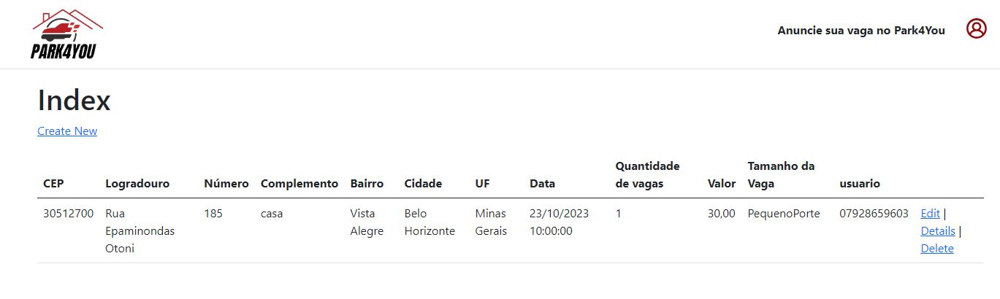 PARK4YOU
Anuncie sua vaga no Park4You
Index
Create New
CEP Logradouro Número Complemento Bairro Cidade UF Data Quantidade de vagas Valor Tamanho da Vaga usuario
30512700 Rua Epaminondas Otoni 185 casa Vista Alegre Belo Horizonte Minas Gerais 23/10/2023 10:00:00 1 30,00 PequenoPorte 07928659603 Edit | Details | Delete